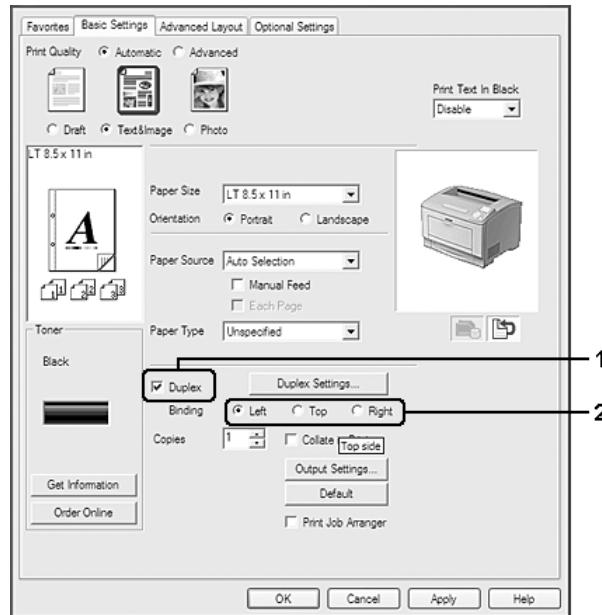 Favorites Basic Settings Advanced Layout Optional Settings
Print Quality Automatic Advanced
Print Text In Black
Disable
Draft Text&Image Photo
LT 8.5 x 11 in
Paper Size LT 8.5 x 11 in
Orientation Portrait Landscape
A
Paper Source Auto Selection
Manual Feed
Each Page
Toner
Paper Type Unspecified
Black
1
Duplex Duplex Settings...
Binding Left Top Right
2
Copies 1 Collate
Top side
Output Settings...
Get Information
Default
Order Online
Print Job Arranger
OK Cancel Apply Help